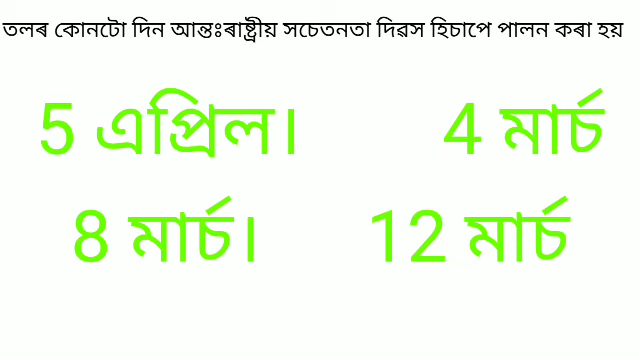 তলৰ কোনটো দিন আন্তঃৰাষ্ট্ৰীয় সচেতনতা দিৱস হিচাপে পালন কৰা হয়
5 এপ্ৰিল। 4 মাৰ্চ
8 মাৰ্চ। 12 মাৰ্চ